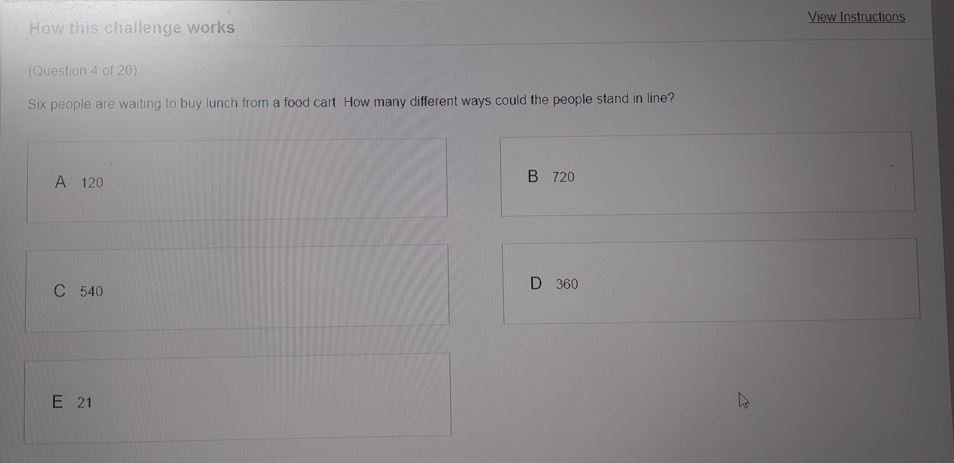 How this challenge works
View Instructions
(Question 4 of 20)
Six people are waiting to buy lunch from a food cart. How many different ways could the people stand in line?
A 120
B 720
C 540
D 360
E 21